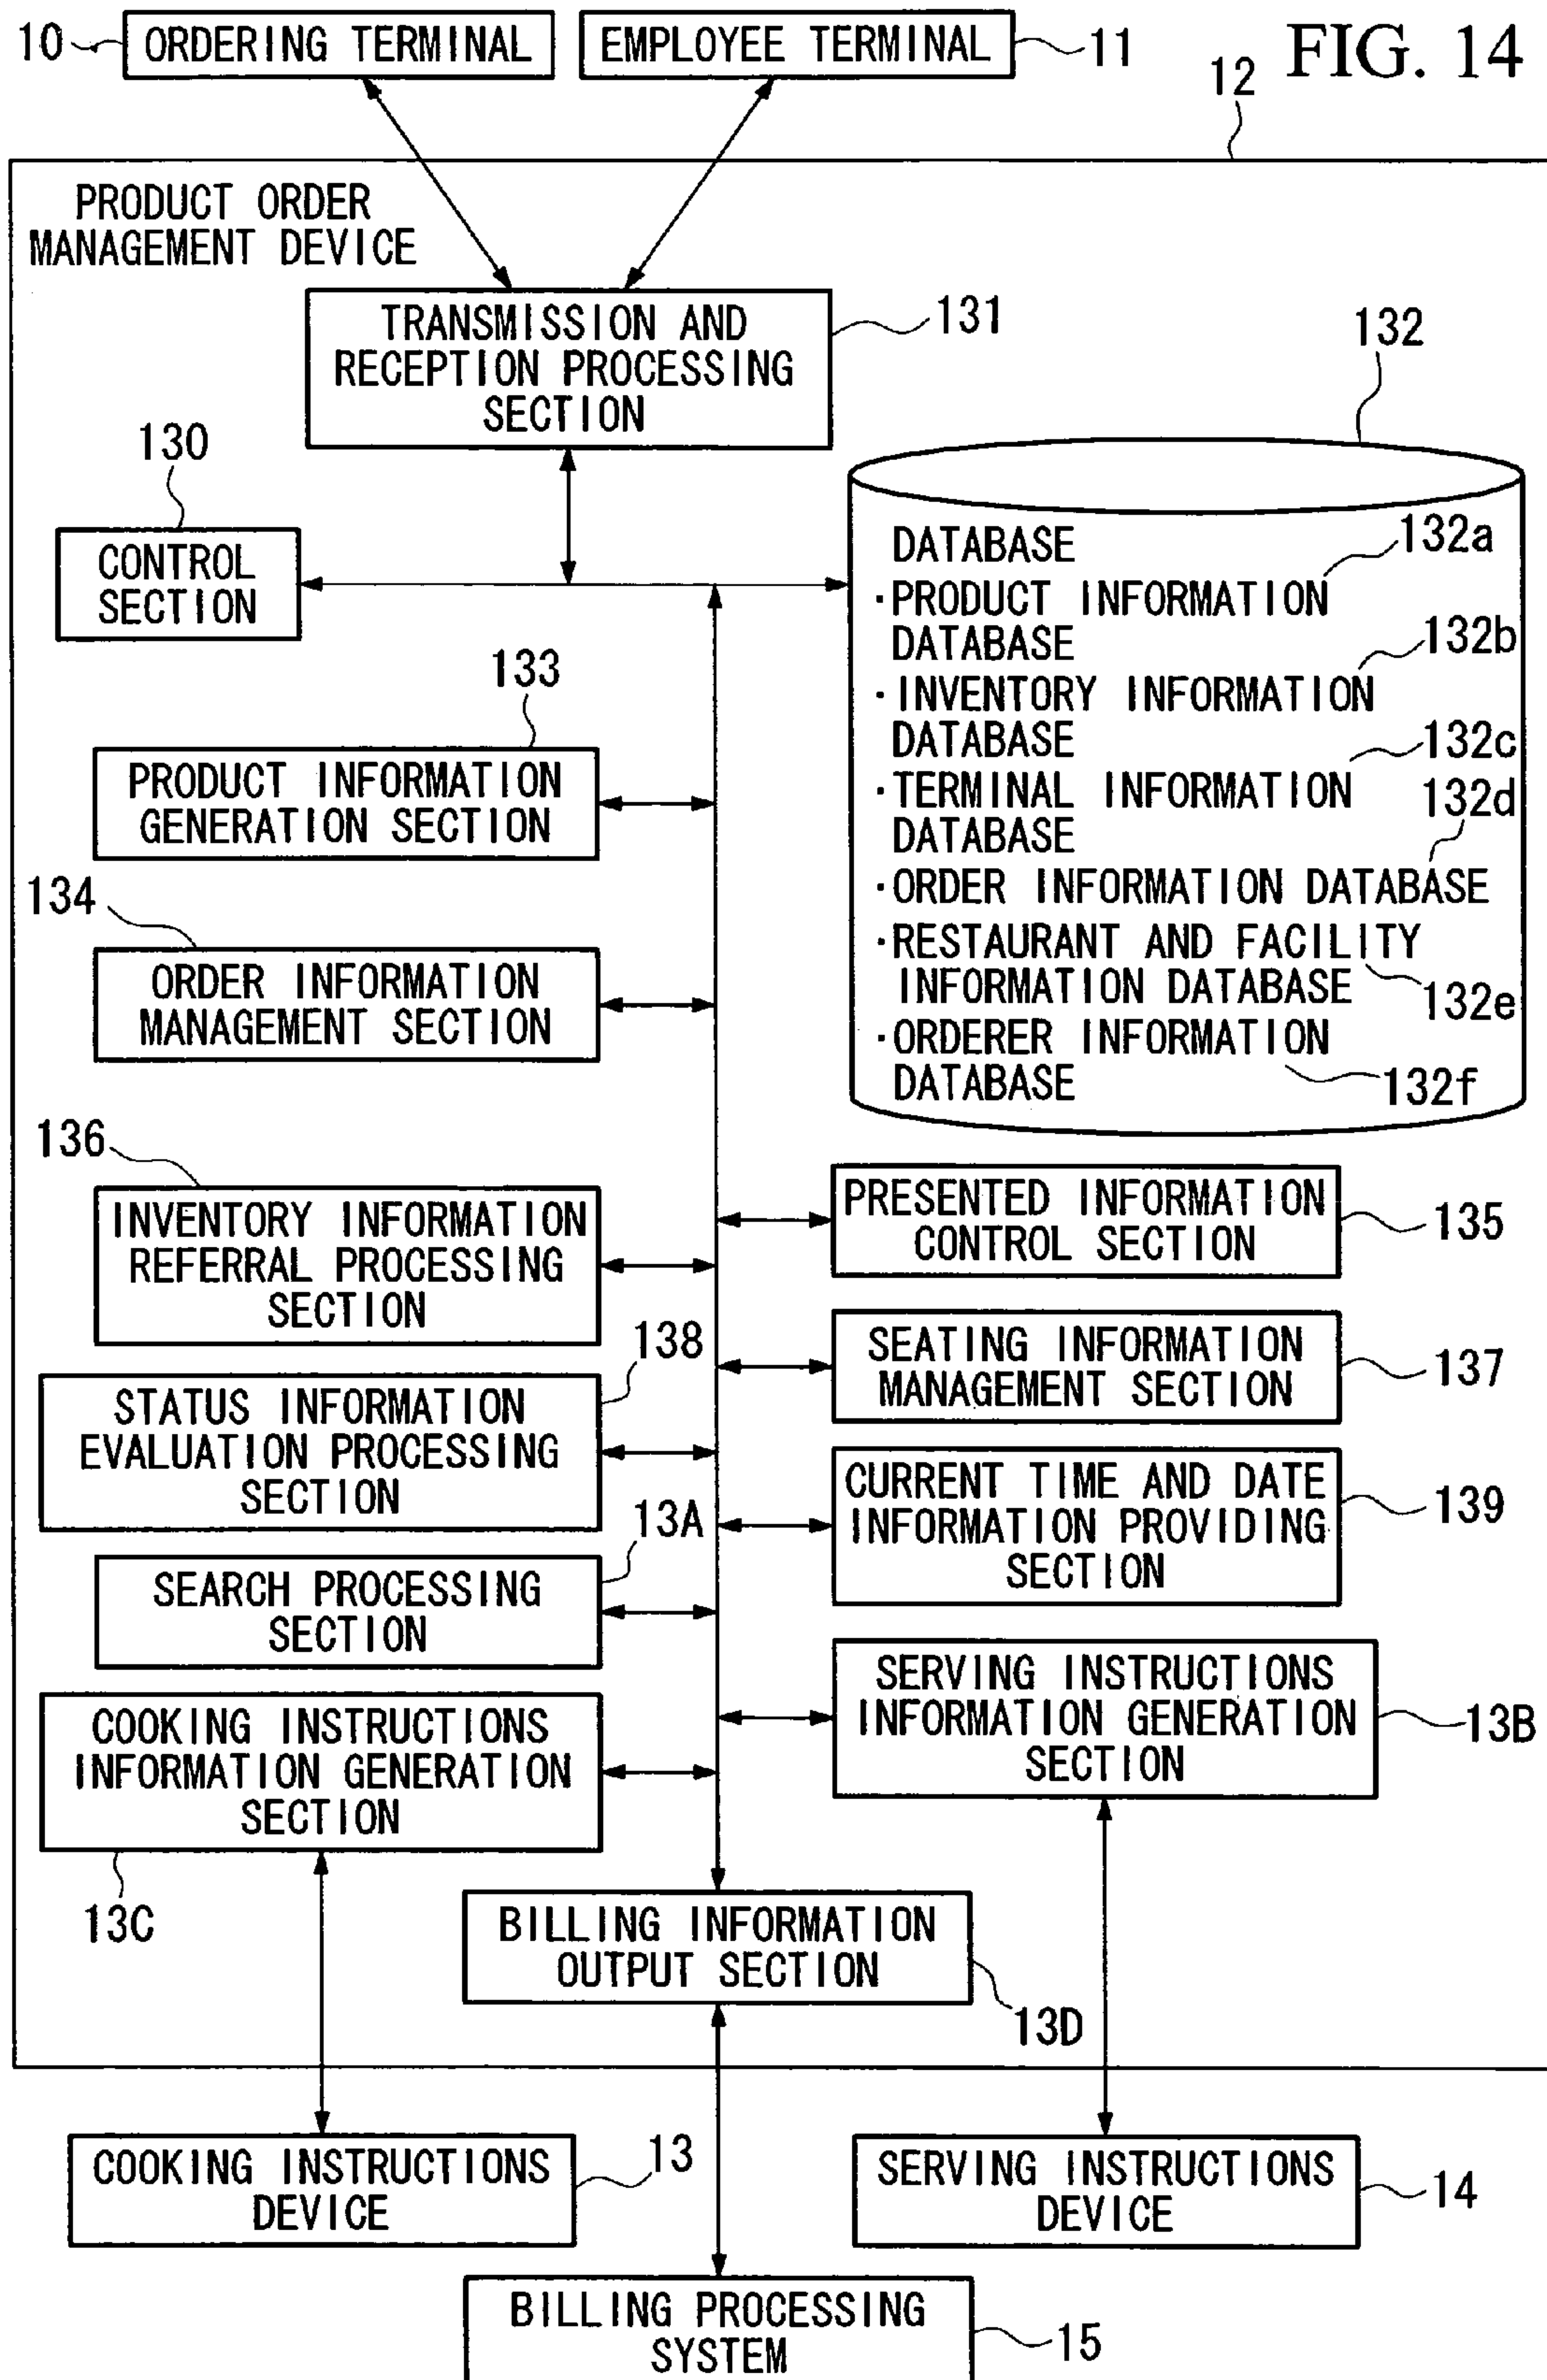 FIG. 14
10
ORDERING TERMINAL
EMPLOYEE TERMINAL
11
12
PRODUCT ORDER
MANAGEMENT DEVICE
TRANSMISSION AND
RECEPTION PROCESSING
SECTION
131
132
130
CONTROL
SECTION
DATABASE
132a
·PRODUCT INFORMATION
DATABASE
132b
·INVENTORY INFORMATION
DATABASE
132c
·TERMINAL INFORMATION
DATABASE
132d
·ORDER INFORMATION DATABASE
·RESTAURANT AND FACILITY
INFORMATION DATABASE
132e
·ORDERER INFORMATION
DATABASE
132f
133
PRODUCT INFORMATION
GENERATION SECTION
134
ORDER INFORMATION
MANAGEMENT SECTION
136
INVENTORY INFORMATION
REFERRAL PROCESSING
SECTION
PRESENTED INFORMATION
CONTROL SECTION
135
SEATING INFORMATION
MANAGEMENT SECTION
137
138
STATUS INFORMATION
EVALUATION PROCESSING
SECTION
CURRENT TIME AND DATE
INFORMATION PROVIDING
SECTION
139
13A
SEARCH PROCESSING
SECTION
SERVING INSTRUCTIONS
INFORMATION GENERATION
SECTION
13B
COOKING INSTRUCTIONS
INFORMATION GENERATION
SECTION
13C
BILLING INFORMATION
OUTPUT SECTION
13D
COOKING INSTRUCTIONS
DEVICE
13
SERVING INSTRUCTIONS
DEVICE
14
BILLING PROCESSING
SYSTEM
15